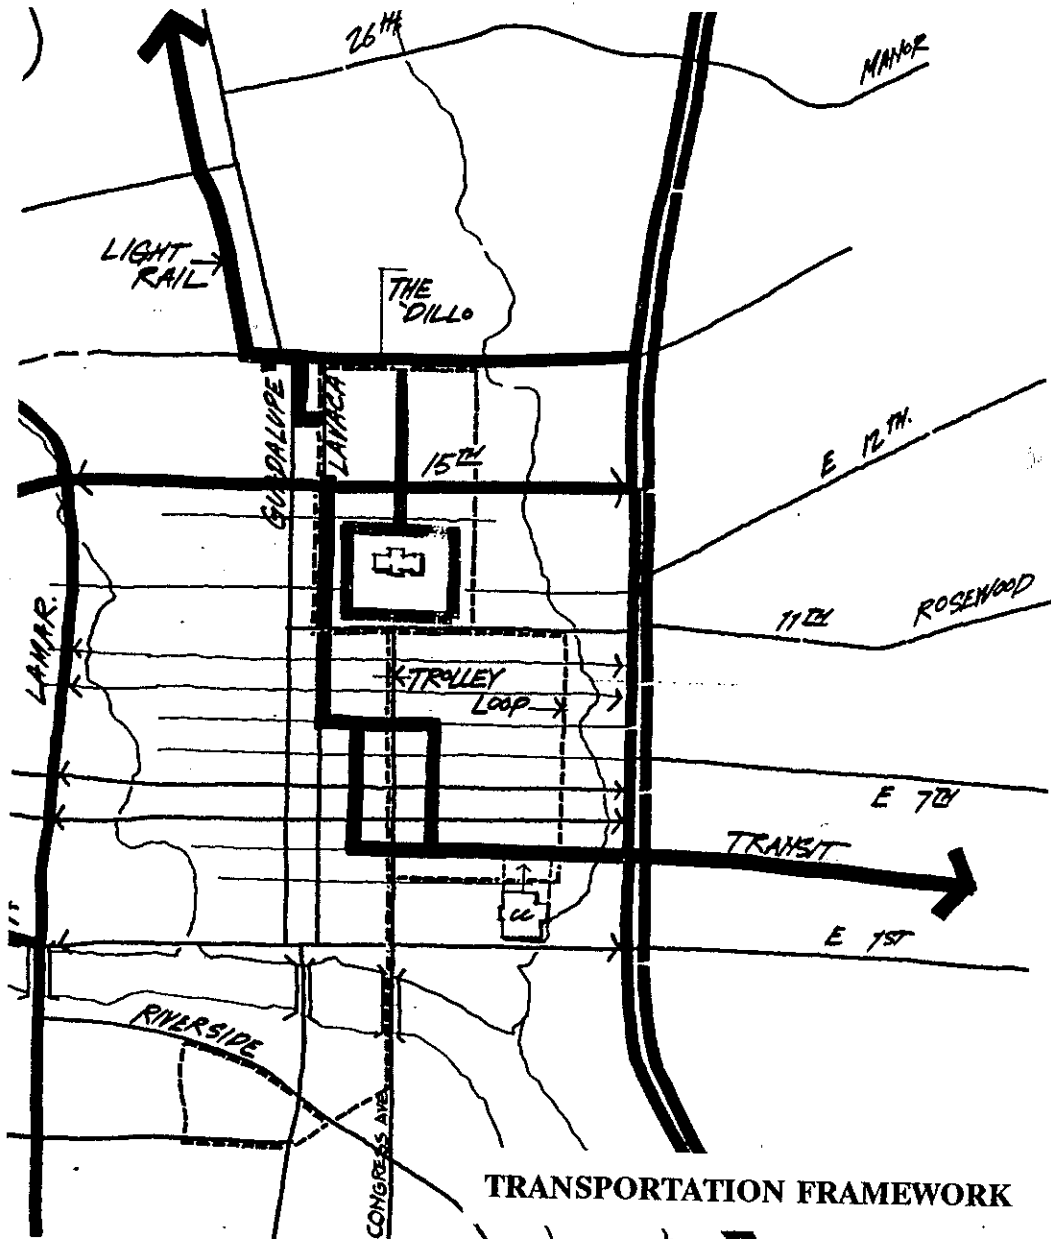 26TH
MANOR
LIGHT
RAIL
THE
'DILLO
GUADALUPE
LAVACA
15TH
E 12TH.
ROSEWOOD
11TH
LAMAR.
TROLLEY
LOOP
E 7TH
TRANSIT
CC
E 1ST
RIVERSIDE
CONGRESS AVE.
TRANSPORTATION FRAMEWORK